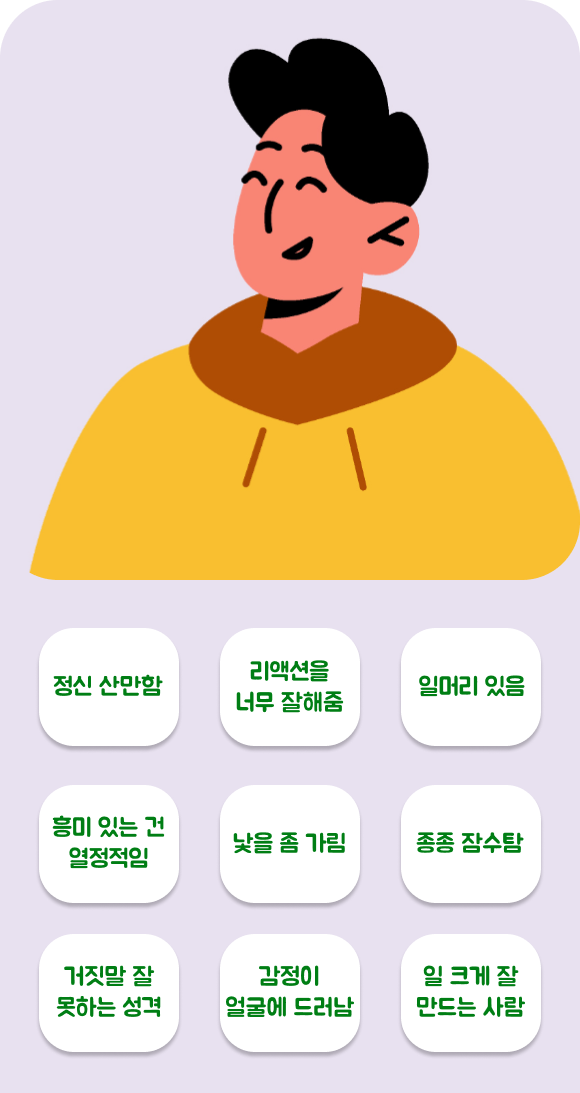 정신 산만함
리액션을
너무 잘해줌
일머리 있음
흥미 있는 건
열정적임
낯을 좀 가림
종종 잠수탐
거짓말 잘
못하는 성격
감정이
얼굴에 드러남
일 크게 잘
만드는 사람